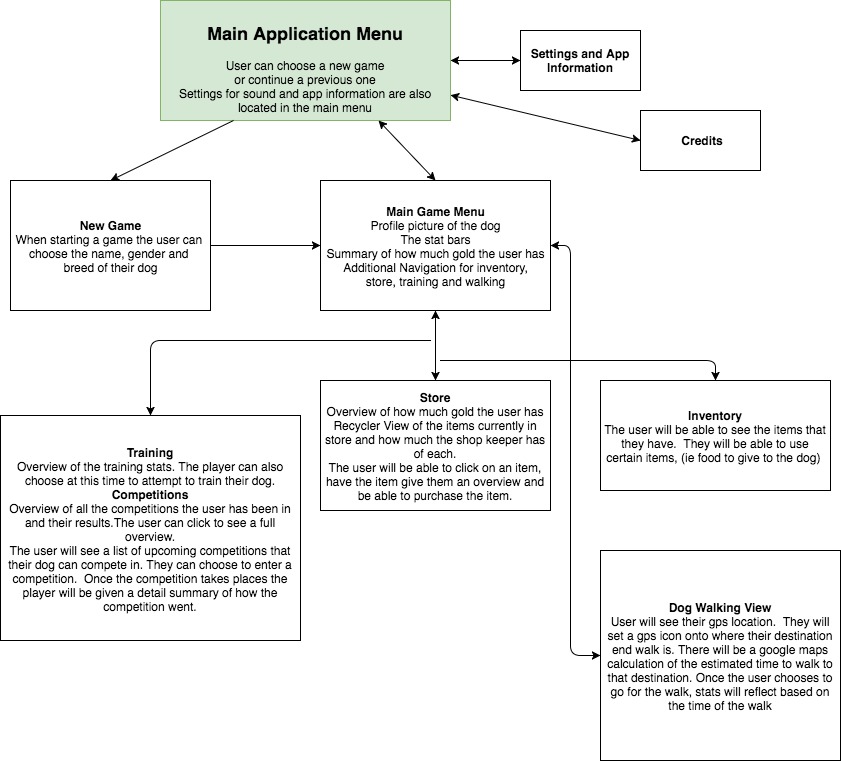 Main Application Menu
User can choose a new game
or continue a previous one
Settings for sound and app information are also
located in the main menu
Settings and App
Information
Credits
New Game
When starting a game the user can
choose the name, gender and
breed of their dog
Main Game Menu
Profile picture of the dog
The stat bars
Summary of how much gold the user has
Additional Navigation for inventory,
store, training and walking
Training
Overview of the training stats. The player can also
choose at this time to attempt to train their dog.
Competitions
Overview of all the competitions the user has been in
and their results.The user can click to see a full
overview.
The user will see a list of upcoming competitions that
their dog can compete in. They can choose to enter a
competition.  Once the competition takes places the
player will be given a detail summary of how the
competition went.
Store
Overview of how much gold the user has
Recycler View of the items currently in
store and how much the shop keeper has
of each.
The user will be able to click on an item,
have the item give them an overview and
be able to purchase the item.
Inventory
The user will be able to see the items that
they have.  They will be able to use
certain items, (ie food to give to the dog)
Dog Walking View
User will see their gps location.  They will
set a gps icon onto where their destination
end walk is. There will be a google maps
calculation of the estimated time to walk to
that destination. Once the user chooses to
go for the walk, stats will reflect based on
the time of the walk